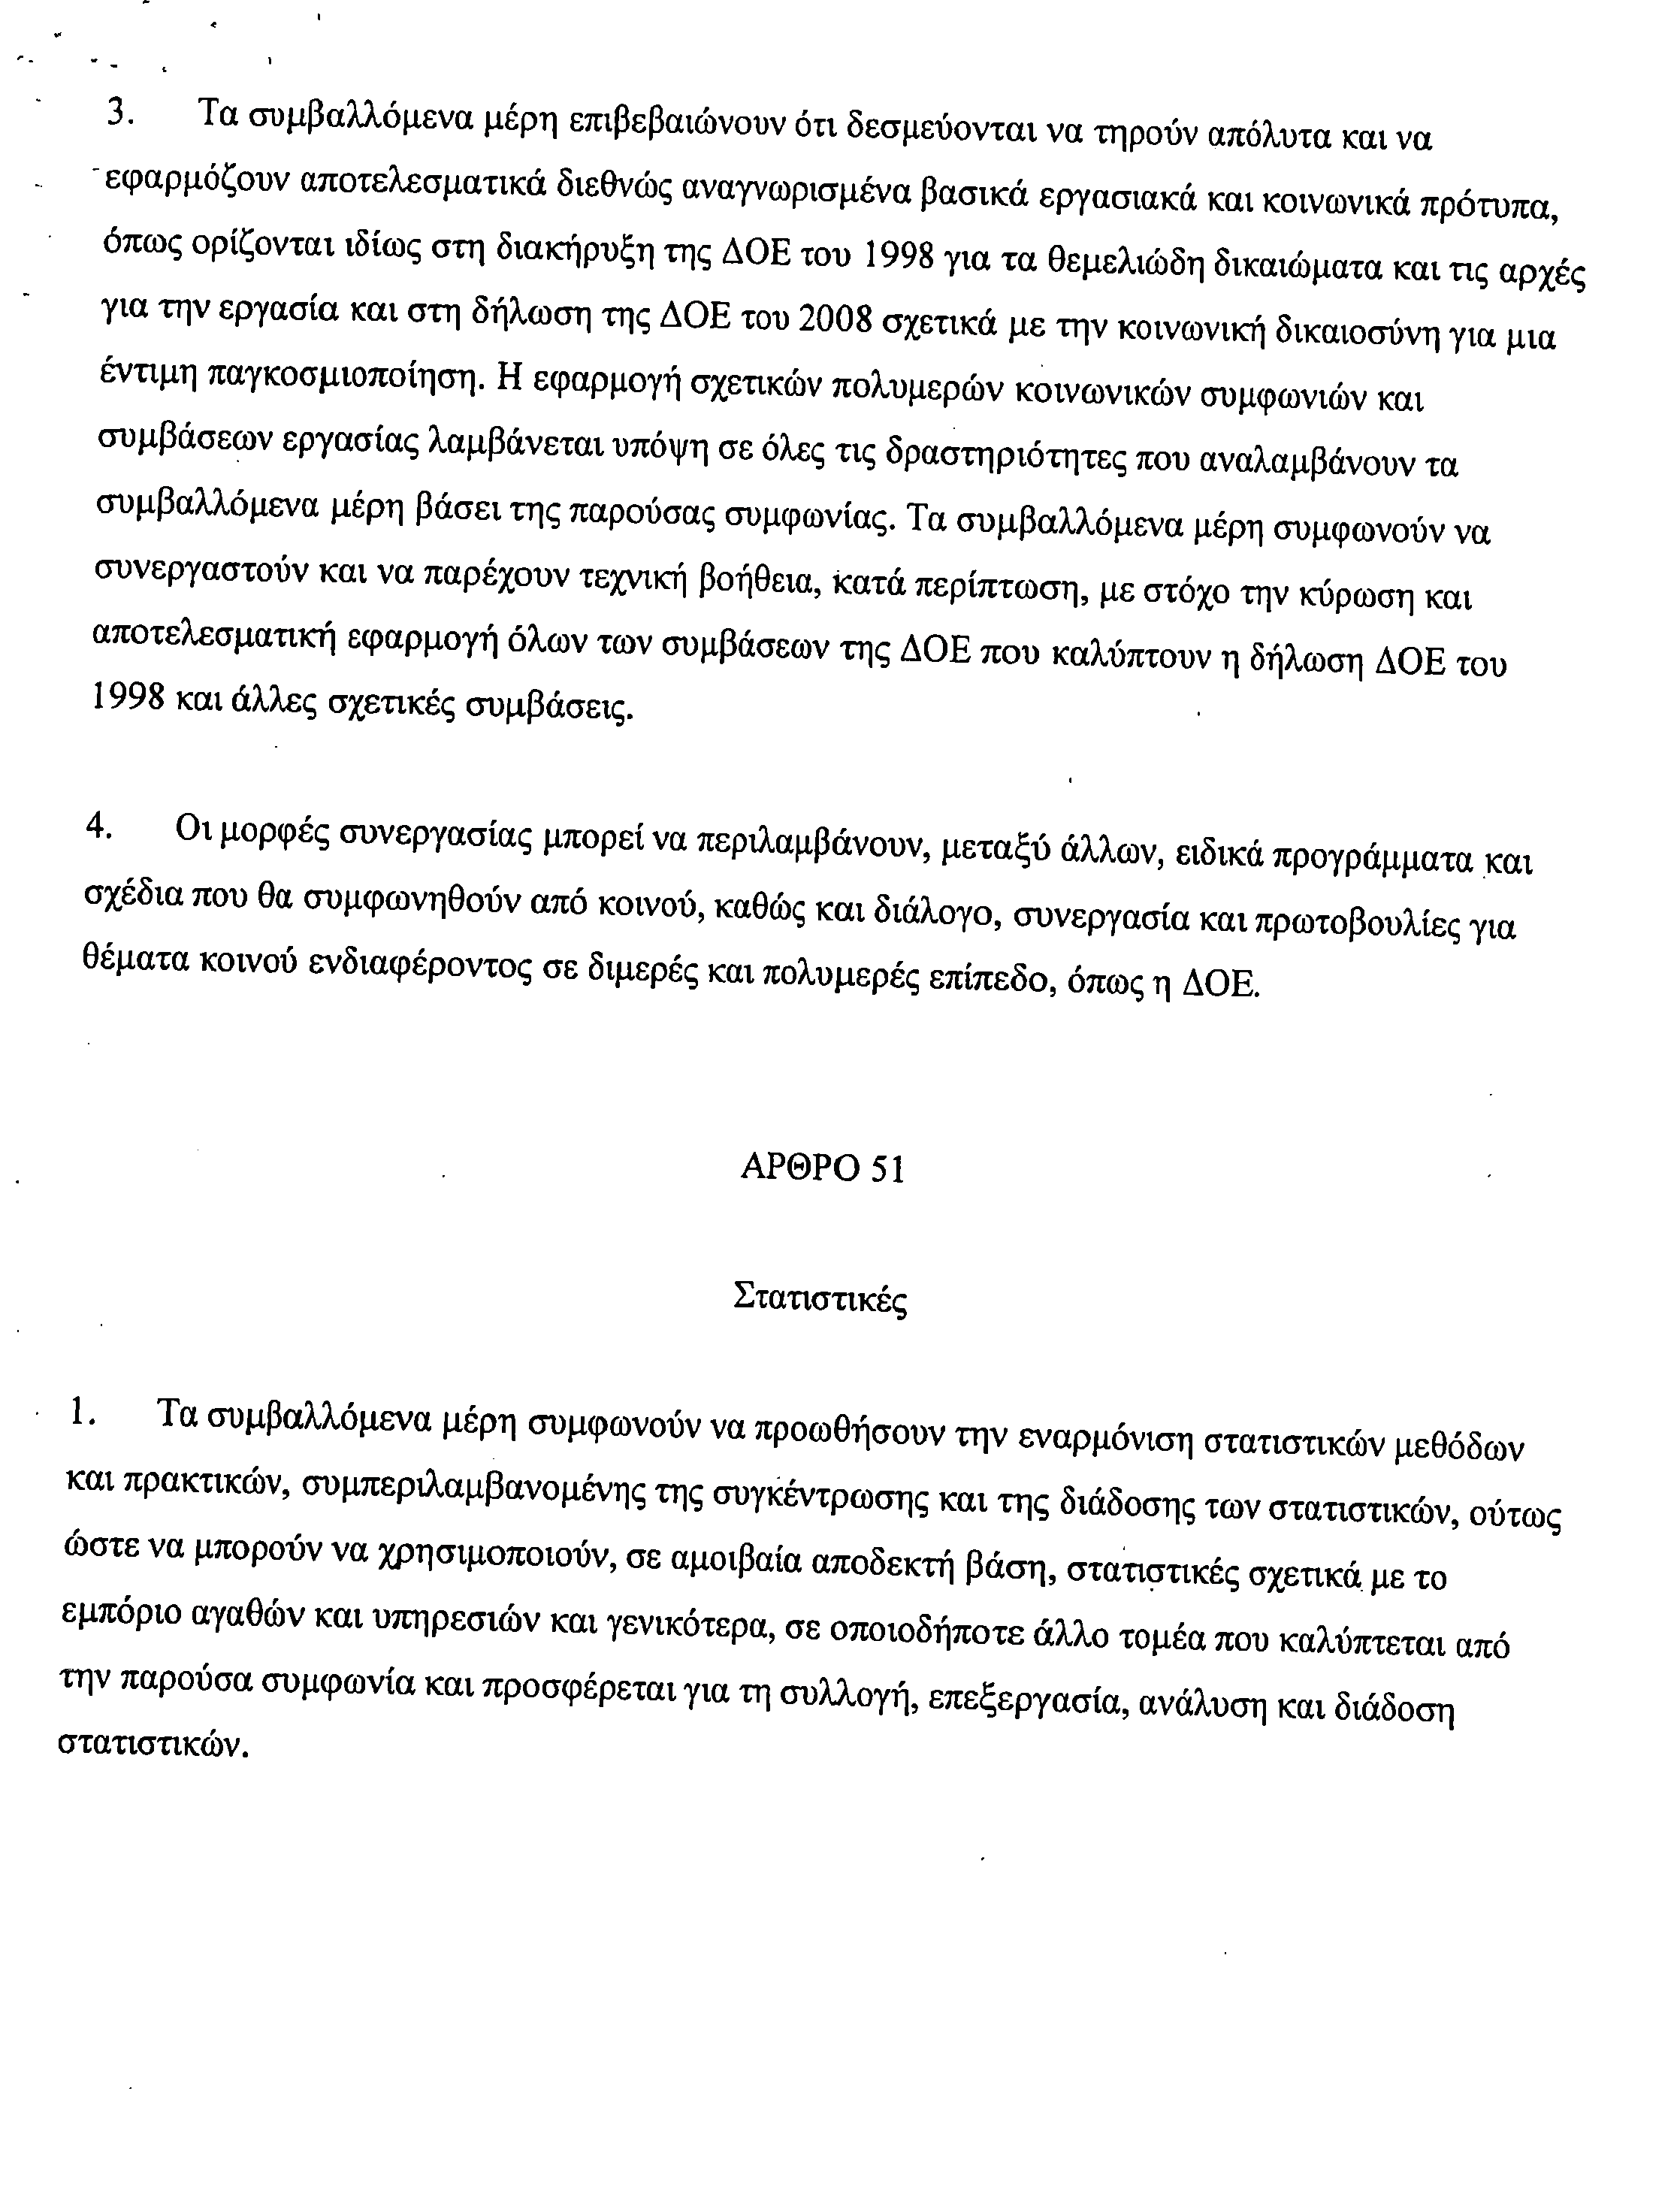 3. Τα συμβαλλόμενα μέρη επιβεβαιώνουν ότι δεσμεύονται να τηρούν απόλυτα και να
εφαρμόζουν αποτελεσματικά διεθνώς αναγνωρισμένα βασικά εργασιακά και κοινωνικά πρότυπα,
όπως ορίζονται ιδίως στη διακήρυξη της ΔΟΕ του 1998 για τα θεμελιώδη δικαιώματα και τις αρχές
για την εργασία και στη δήλωση της ΔΟΕ του 2008 σχετικά με την κοινωνική δικαιοσύνη για μια
έντιμη παγκοσμιοποίηση. Η εφαρμογή σχετικών πολυμερών κοινωνικών συμφωνιών και
συμβάσεων εργασίας λαμβάνεται υπόψη σε όλες τις δραστηριότητες που αναλαμβάνουν τα
συμβαλλόμενα μέρη βάσει της παρούσας συμφωνίας. Τα συμβαλλόμενα μέρη συμφωνούν να
συνεργαστούν και να παρέχουν τεχνική βοήθεια, κατά περίπτωση, με στόχο την κύρωση και
αποτελεσματική εφαρμογή όλων των συμβάσεων της ΔΟΕ που καλύπτουν η δήλωση ΔΟΕ του
1998 και άλλες σχετικές συμβάσεις.
4. Οι μορφές συνεργασίας μπορεί να περιλαμβάνουν, μεταξύ άλλων, ειδικά προγράμματα και
σχέδια που θα συμφωνηθούν από κοινού, καθώς και διάλογο, συνεργασία και πρωτοβουλίες για
θέματα κοινού ενδιαφέροντος σε διμερές και πολυμερές επίπεδο, όπως η ΔΟΕ.
ΑΡΘΡΟ 51
Στατιστικές
1. Τα συμβαλλόμενα μέρη συμφωνούν να προωθήσουν την εναρμόνιση στατιστικών μεθόδων
και πρακτικών, συμπεριλαμβανομένης της συγκέντρωσης και της διάδοσης των στατιστικών, ούτως
ώστε να μπορούν να χρησιμοποιούν, σε αμοιβαία αποδεκτή βάση, στατιστικές σχετικά με το
εμπόριο αγαθών και υπηρεσιών και γενικότερα, σε οποιοδήποτε άλλο τομέα που καλύπτεται από
την παρούσα συμφωνία και προσφέρεται για τη συλλογή, επεξεργασία, ανάλυση και διάδοση
στατιστικών.